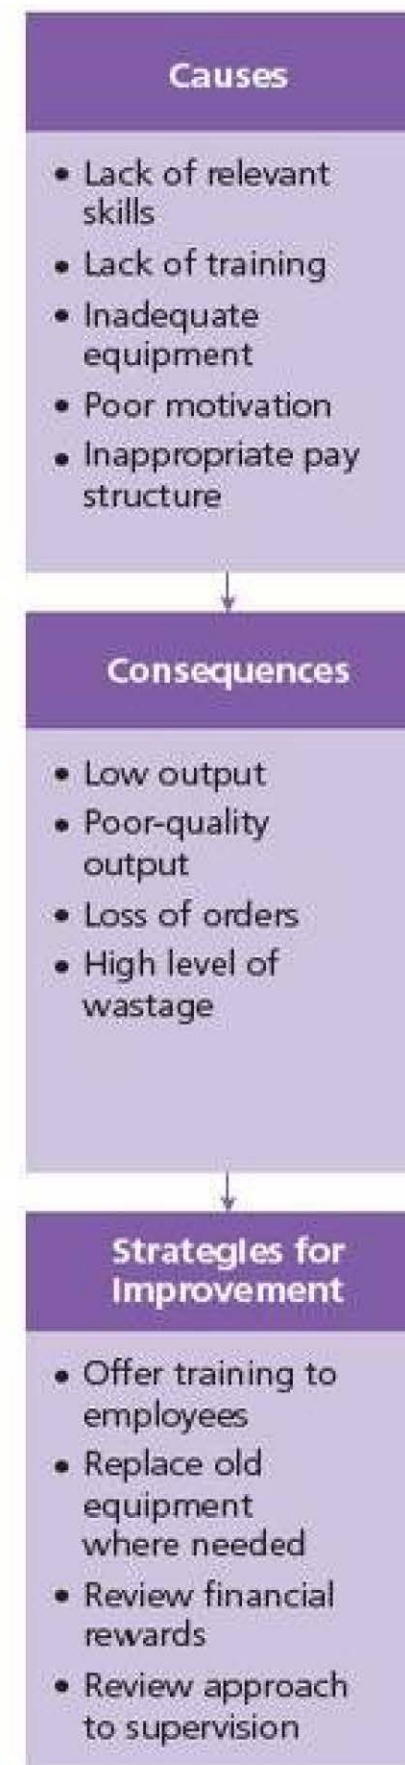 Causes
• Lack of relevant
skills
• Lack of training
• Inadequate
equipment
• Poor motivation
• Inappropriate pay
structure
Consequences
• Low output
• Poor-quality
output
• Loss of orders
• High level of
wastage
Strategies for
Improvement
• Offer training to
employees
• Replace old
equipment
where needed
• Review financial
rewards
• Review approach
to supervision